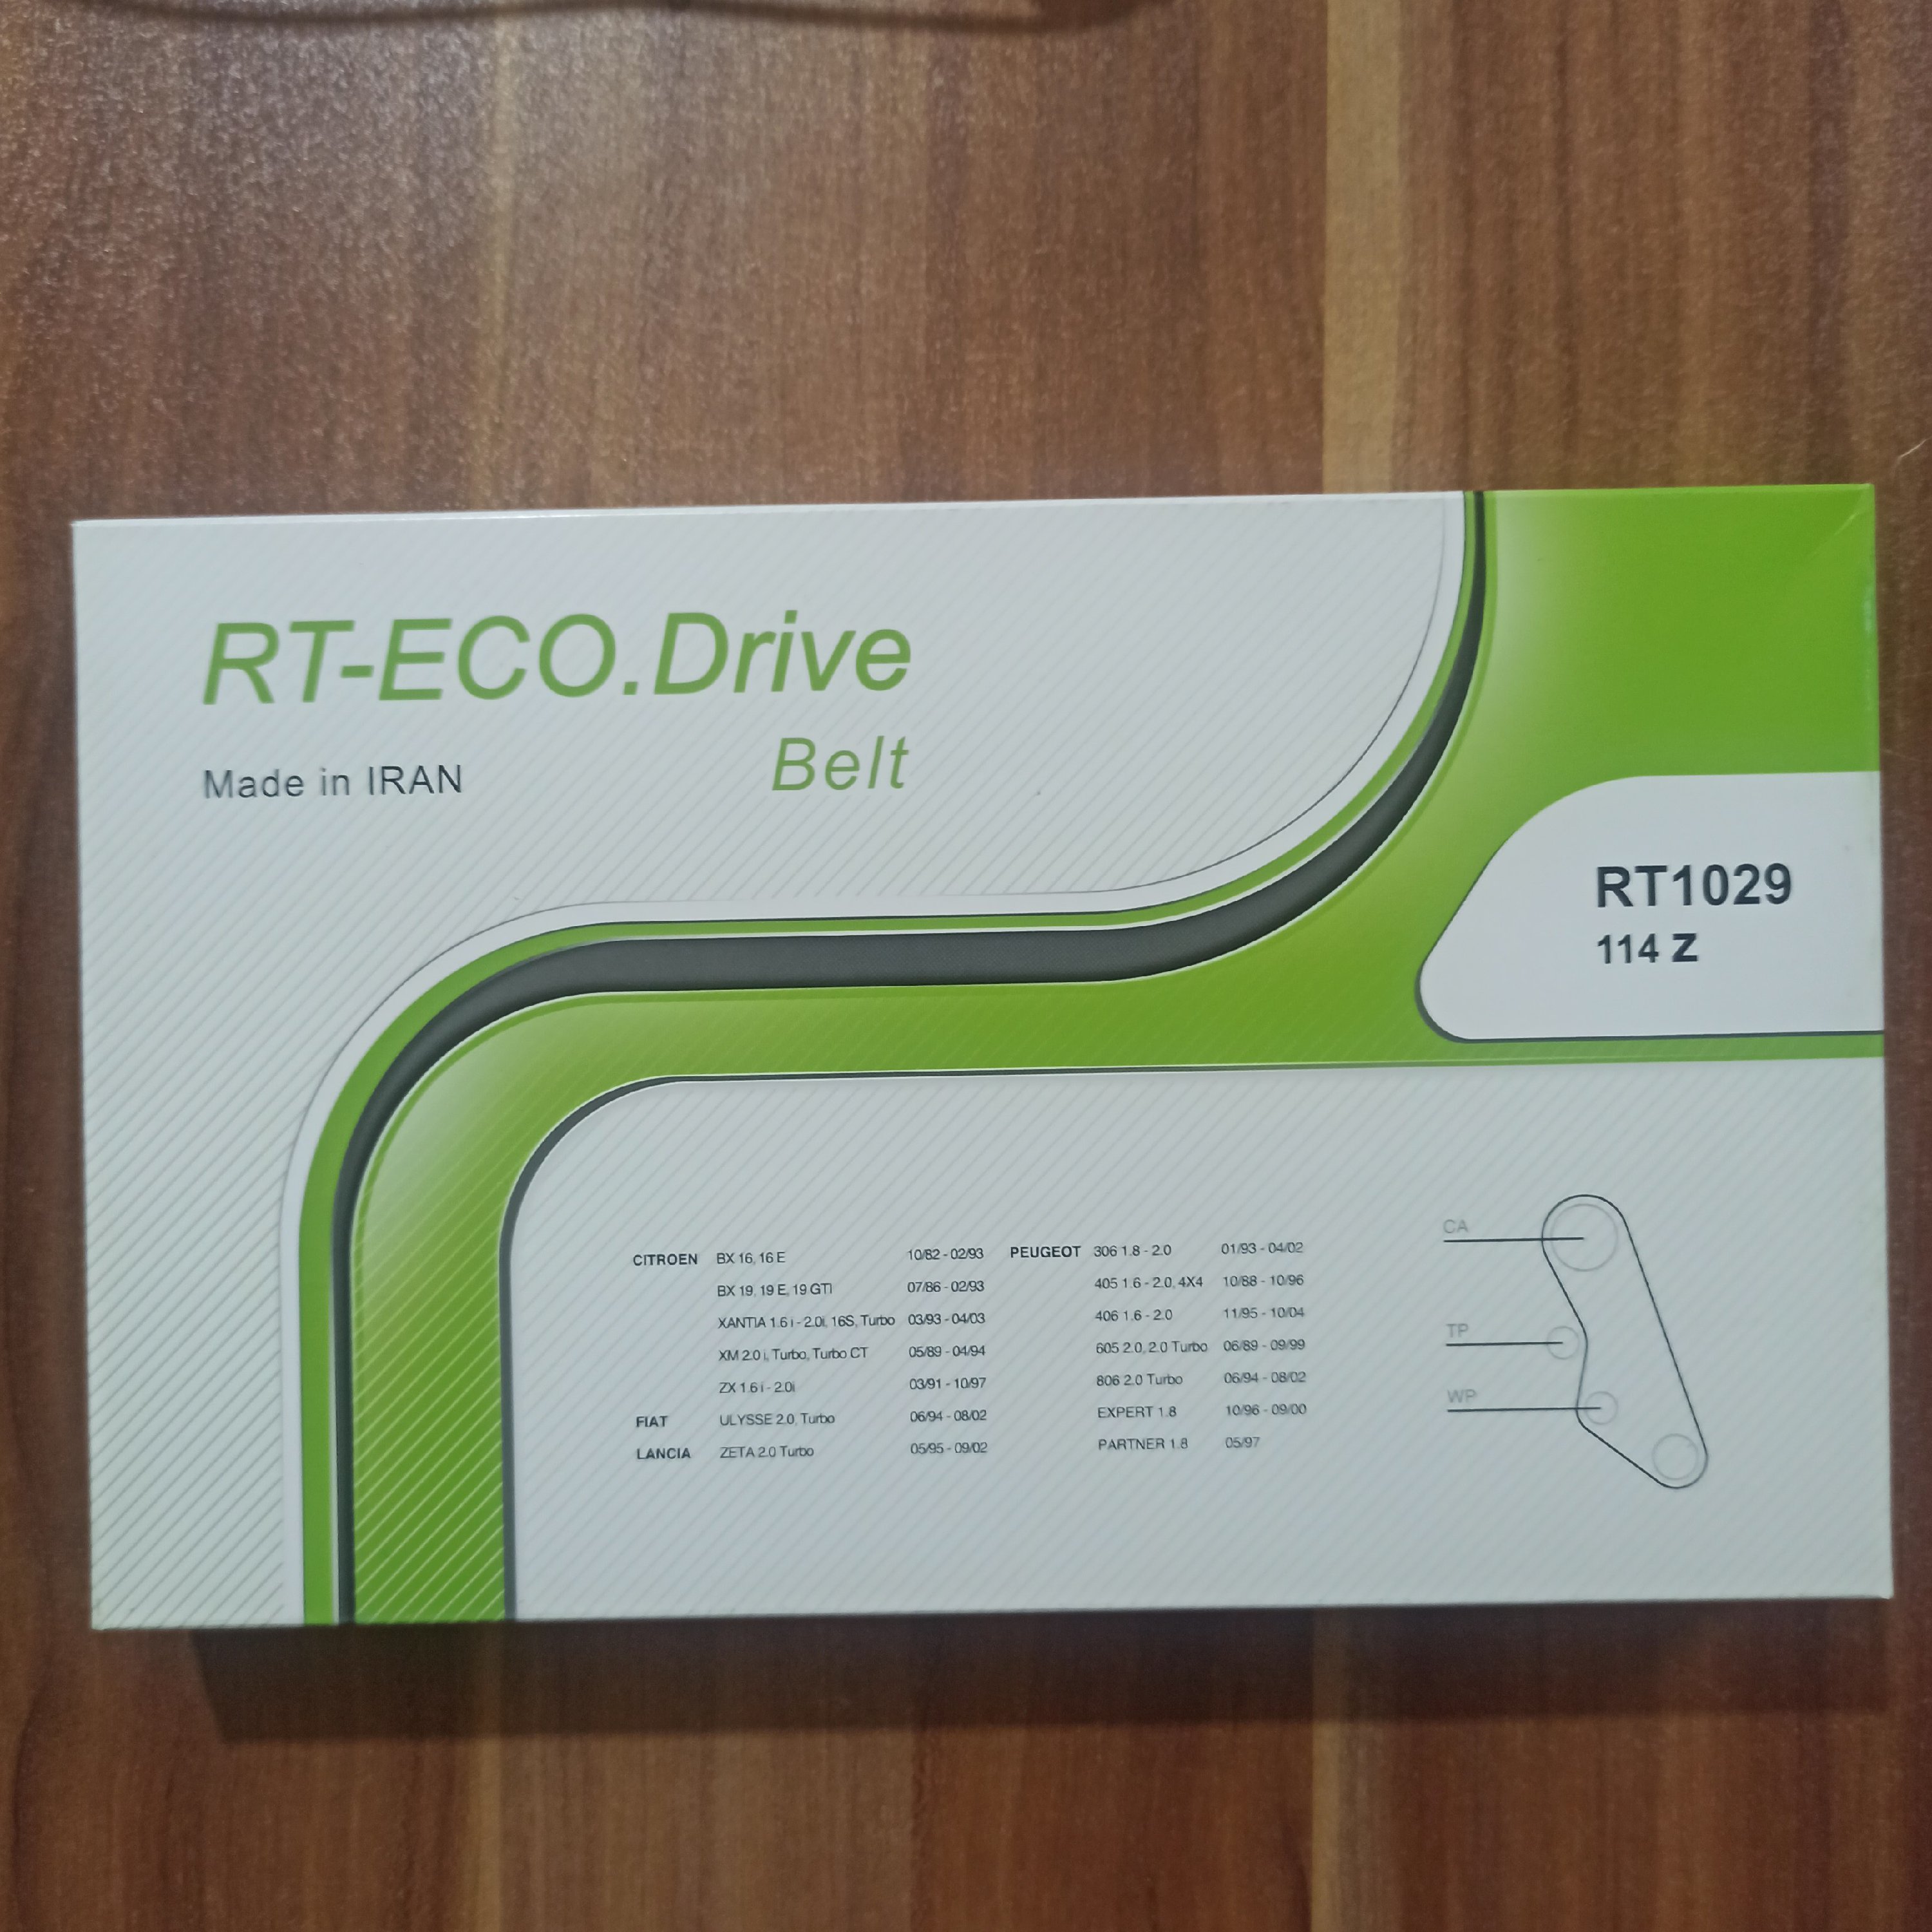 RT-ECO.Drive
Belt
Made in IRAN
RT1029
114 Z
CITROEN BX 16, 16 E 10/82 - 02/93
BX 19, 19 E, 19 GTI 07/86 - 02/93
XANTIA 1.6 i - 2.0i, 16S, Turbo 03/93 - 04/03
XM 2.0 i, Turbo, Turbo CT 05/89 - 04/94
ZX 1.6 i - 2.0i 03/91 - 10/97
FIAT ULYSSE 2.0, Turbo 06/94 - 08/02
LANCIA ZETA 2.0 Turbo 05/95 - 09/02
PEUGEOT 306 1.8 - 2.0 01/93 - 04/02
405 1.6 - 2.0, 4X4 10/88 - 10/96
406 1.6 - 2.0 11/95 - 10/04
605 2.0, 2.0 Turbo 06/89 - 09/99
806 2.0 Turbo 06/94 - 08/02
EXPERT 1.8 10/96 - 09/00
PARTNER 1.8 05/97
CA
TP
WP